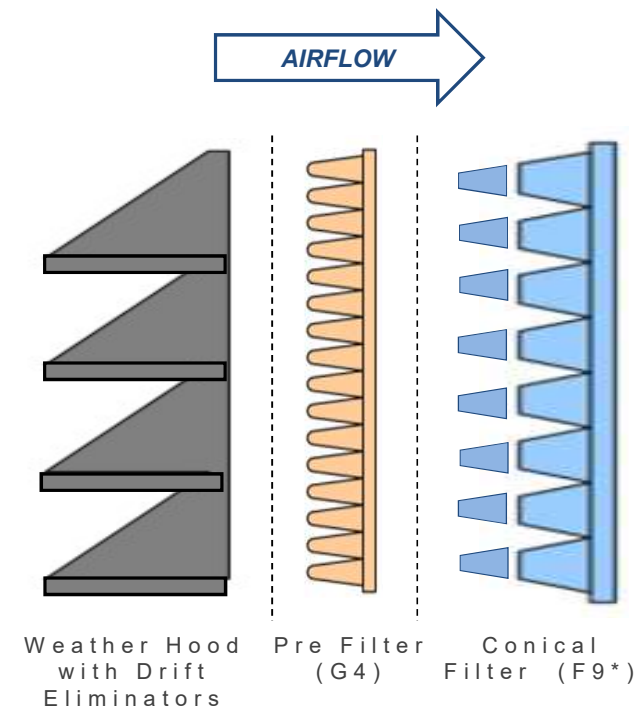 AIRFLOW
Weather Hood
with Drift
Eliminators
Pre Filter
(G4)
Conical
Filter (F9*)